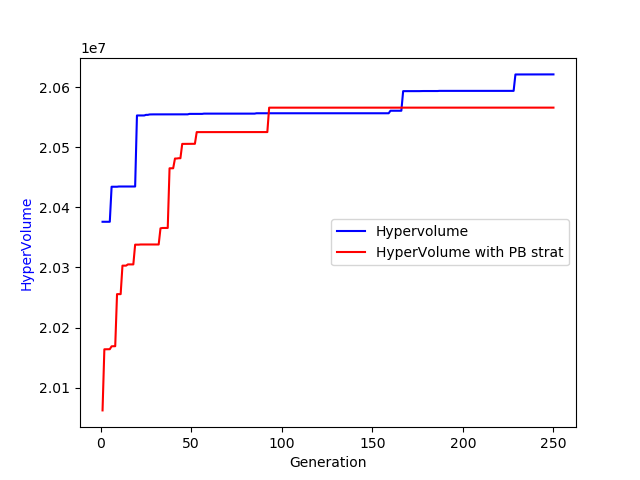 1e7
2.06
2.05
2.04
2.03
2.02
2.01
HyperVolume
Hypervolume
HyperVolume with PB strat
0 50 100 150 200 250
Generation